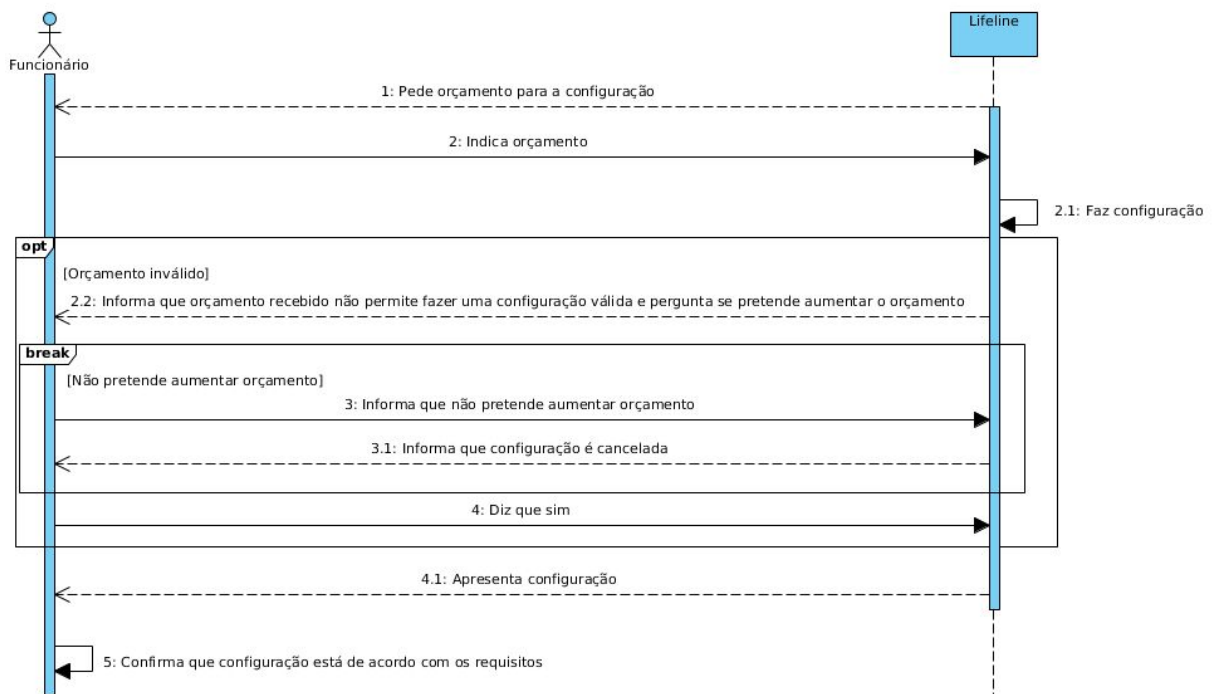 Lifeline
Funcionário
1: Pede orçamento para a configuração
2: Indica orçamento
2.1: Faz configuração
opt
[Orçamento inválido]
2.2: Informa que orçamento recebido não permite fazer uma configuração válida e pergunta se pretende aumentar o orçamento
break
[Não pretende aumentar orçamento]
3: Informa que não pretende aumentar orçamento
3.1: Informa que configuração é cancelada
4: Diz que sim
4.1: Apresenta configuração
5: Confirma que configuração está de acordo com os requisitos